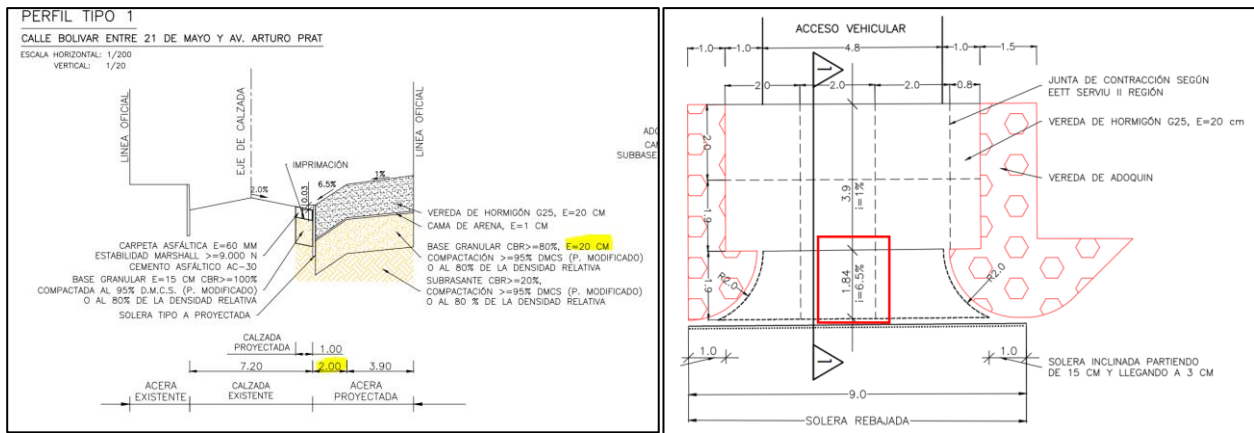 PERFIL TIPO 1
CALLE BOLIVAR ENTRE 21 DE MAYO Y AV. ARTURO PRAT
ESCALA HORIZONTAL: 1/200
VERTICAL: 1/20
LINEA OFICIAL
EJE DE CALZADA
LINEA OFICIAL
IMPRIMACIÓN
2.0%
0.03
6.5%
1%
ADO
CA
SUBBASE
VEREDA DE HORMIGÓN G25, E=20 CM
CAMA DE ARENA, E=1 CM
BASE GRANULAR CBR>=80%, E=20 CM
COMPACTACIÓN >=95% DMCS (P. MODIFICADO)
O AL 80% DE LA DENSIDAD RELATIVA
SUBRASANTE CBR>=20%,
COMPACTACIÓN >=95% DMCS (P. MODIFICADO)
O AL 80 % DE LA DENSIDAD RELATIVA
CARPETA ASFÁLTICA E=60 MM
ESTABILIDAD MARSHALL >=9.000 N
CEMENTO ASFÁLTICO AC-30
BASE GRANULAR E=15 CM CBR>=100%
COMPACTADA AL 95% D.M.C.S. (P. MODIFICADO)
O AL 80% DE LA DENSIDAD RELATIVA
SOLERA TIPO A PROYECTADA
CALZADA
PROYECTADA
1.00
7.20
2.00
3.90
ACERA
EXISTENTE
CALZADA
EXISTENTE
ACERA
PROYECTADA
ACCESO VEHICULAR
1.0
1.0
4.8
1.0
1.5
1
2.0
2.0
2.0
0.8
JUNTA DE CONTRACCIÓN SEGÚN
EETT SERVIU II REGIÓN
VEREDA DE HORMIGÓN G25, E=20 cm
VEREDA DE ADOQUIN
2.0
3.9
i=1%
1.9
1.9
R2.0
1.84
i=6.5%
R2.0
1.0
1
1.0
SOLERA INCLINADA PARTIENDO
DE 15 CM Y LLEGANDO A 3 CM
9.0
SOLERA REBAJADA